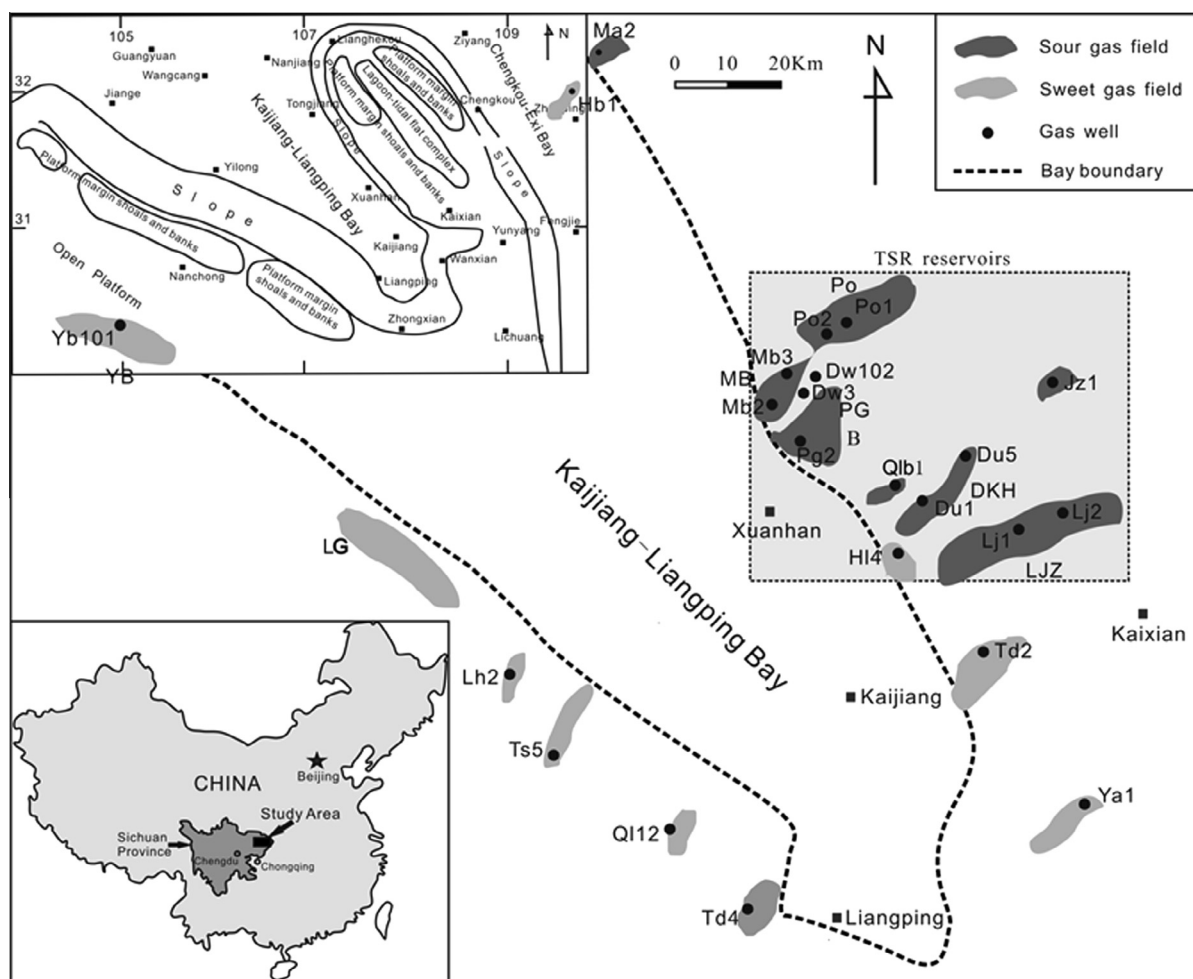 105
107
109
N
Guangyuan
Wangcang
Nanjiang
Lianghekou
Ziyang
32
Jiange
Tongjiang
Chengkou
Platform margin
shoals and banks
Lagoon-tidal flat complex
Platform margin shoals and banks
Chengkou-Exi Bay
Kaijiang-Liangping Bay
Slope
Slope
Yilong
Slope
Xuanhan
Kaixian
Fengjie
31
Platform margin shoals and banks
Kaijiang
Yunyang
Wanxian
Nanchong
Open Platform
Platform margin
shoals and banks
Liangping
Zhongxian
Lichuang
Yb101
YB
Ma2
Hb1
0 10 20Km
N
Sour gas field
Sweet gas field
Gas well
Bay boundary
TSR reservoirs
Po
Po1
Po2
Mb3
MB
Dw102
Dw3
Mb2
PG
Jz1
B
Pg2
Qlb1
Du5
DKH
Du1
Xuanhan
Lj2
Lj1
Hl4
LJZ
LG
Kaijiang-Liangping Bay
Kaixian
Lh2
Td2
Kaijiang
Ts5
Ql12
Ya1
Td4
Liangping
CHINA
Beijing
Study Area
Sichuan
Province
Chengdu
Chongqing